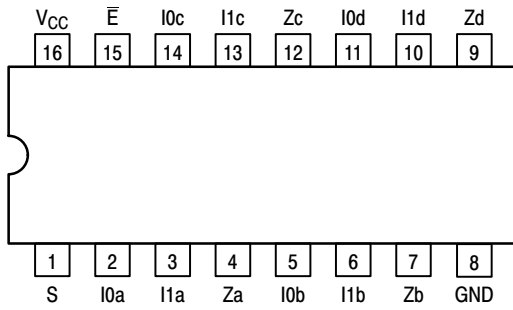 V_CC E̅ I0c I1c Zc I0d I1d Zd
16 15 14 13 12 11 10 9
1 2 3 4 5 6 7 8
S I0a I1a Za I0b I1b Zb GND